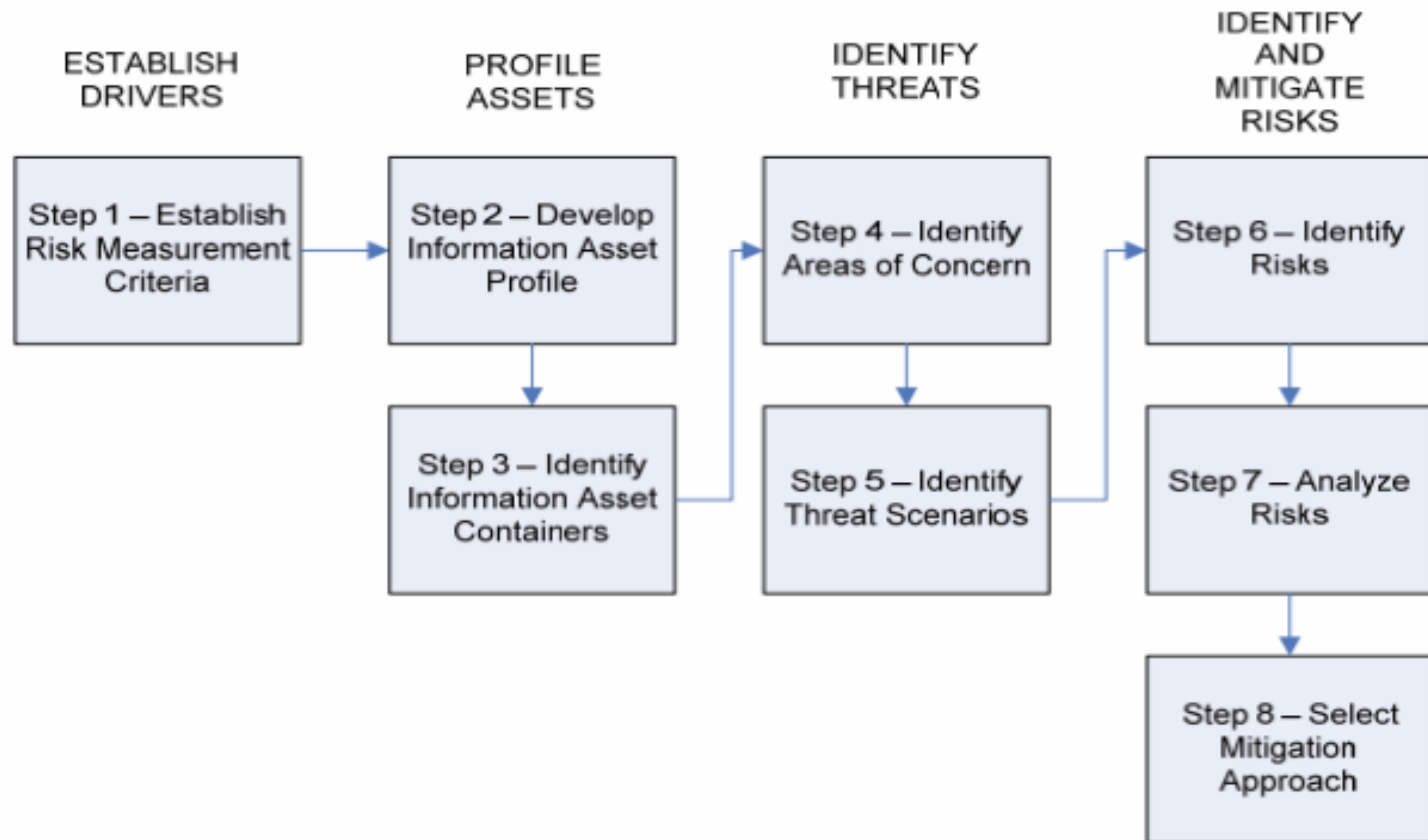 ESTABLISH
DRIVERS
PROFILE
ASSETS
IDENTIFY
THREATS
IDENTIFY
AND
MITIGATE
RISKS
Step 1 – Establish
Risk Measurement
Criteria
Step 2 – Develop
Information Asset
Profile
Step 3 – Identify
Information Asset
Containers
Step 4 – Identify
Areas of Concern
Step 5 – Identify
Threat Scenarios
Step 6 – Identify
Risks
Step 7 – Analyze
Risks
Step 8 – Select
Mitigation
Approach